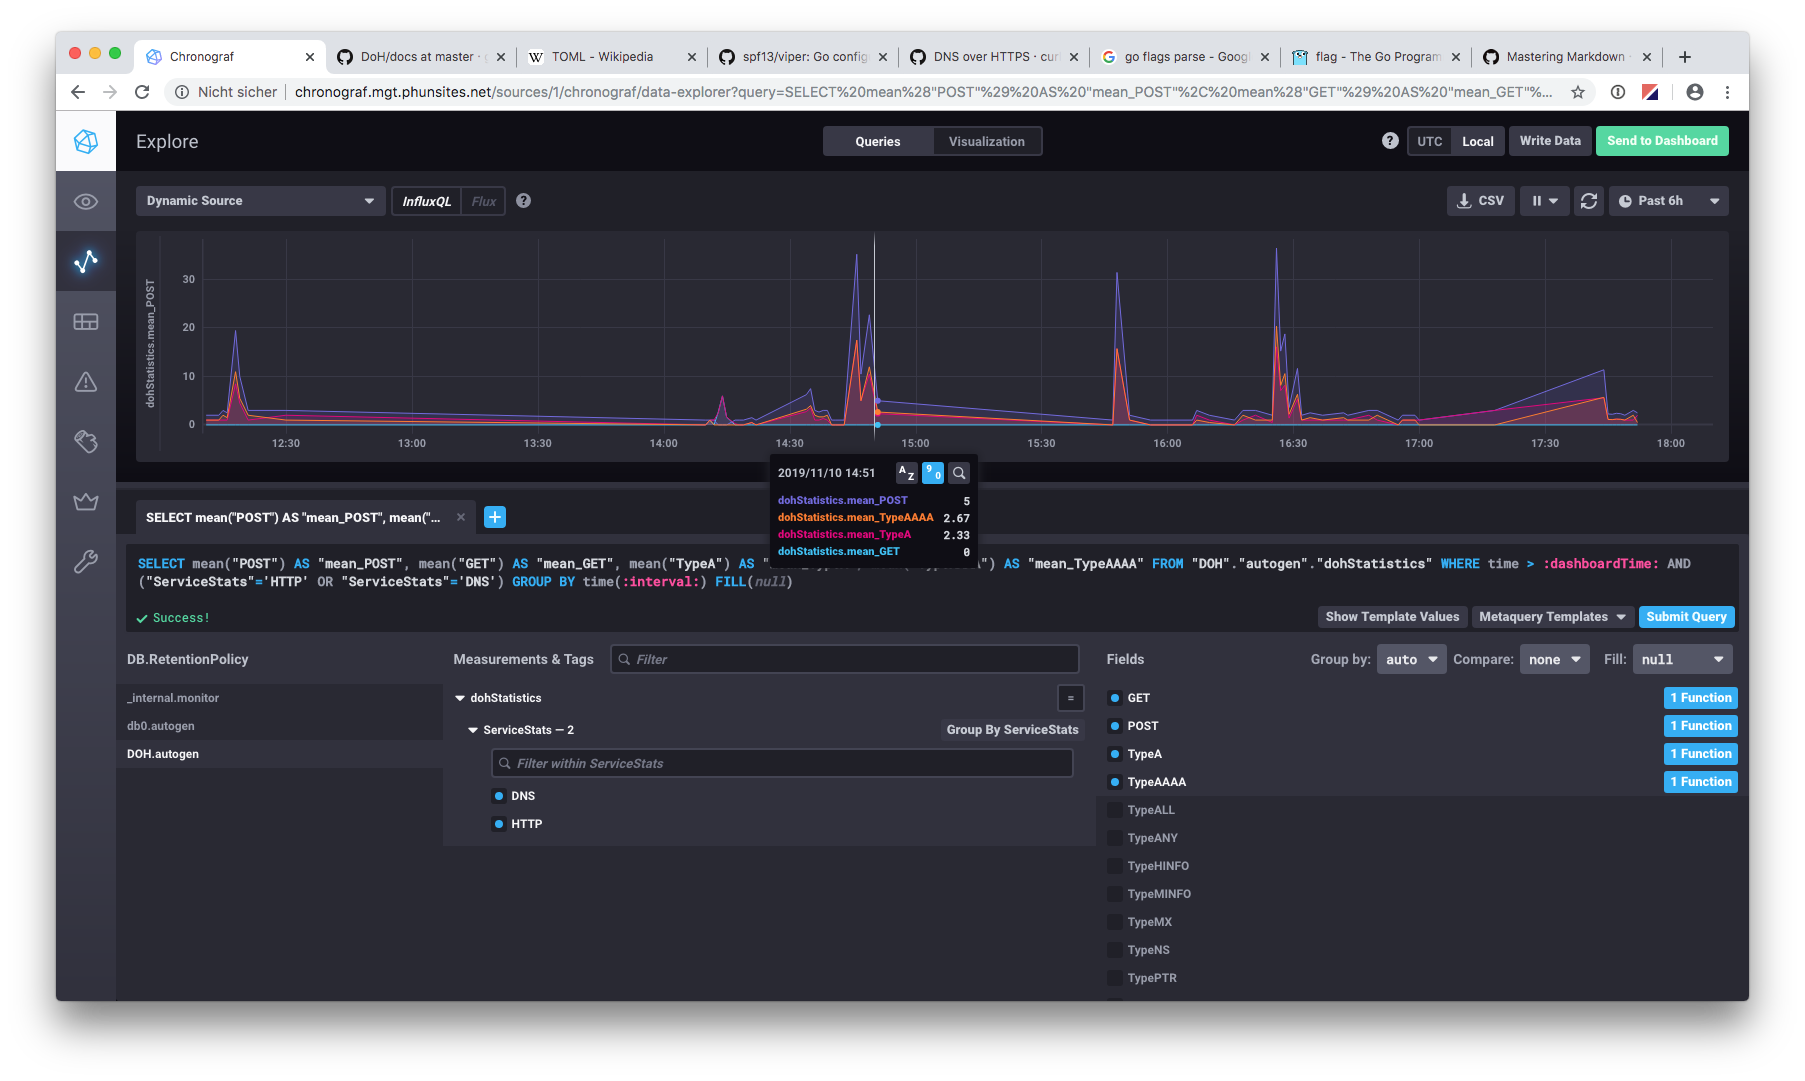 Chronograf
DoH/docs at master ·
TOML - Wikipedia
spf13/viper: Go config
DNS over HTTPS · curl
go flags parse - Googl
flag - The Go Program
Mastering Markdown ·
Nicht sicher
chronograf.mgt.phunsites.net/sources/1/chronograf/data-explorer?query=SELECT%20mean%28"POST"%29%20AS%20"mean_POST"%2C%20mean%28"GET"%29%20AS%20"mean_GET"%...
Explore
Queries
Visualization
?
UTC
Local
Write Data
Send to Dashboard
Dynamic Source
InfluxQL
Flux
?
CSV
Past 6h
dohStatistics.mean_POST
30
20
10
0
12:30
13:00
13:30
14:00
14:30
15:00
15:30
16:00
16:30
17:00
17:30
18:00
2019/11/10 14:51
AZ
90
dohStatistics.mean_POST 5
dohStatistics.mean_TypeAAAA 2.67
dohStatistics.mean_TypeA 2.33
dohStatistics.mean_GET 0
SELECT mean("POST") AS "mean_POST", mean("...
SELECT mean("POST") AS "mean_POST", mean("GET") AS "mean_GET", mean("TypeA") AS ") AS "mean_TypeAAAA" FROM "DOH"."autogen"."dohStatistics" WHERE time > :dashboardTime: AND
("ServiceStats"='HTTP' OR "ServiceStats"='DNS') GROUP BY time(:interval:) FILL(null)
Success!
Show Template Values
Metaquery Templates
Submit Query
DB.RetentionPolicy
_internal.monitor
db0.autogen
DOH.autogen
Measurements & Tags
Filter
dohStatistics
=
ServiceStats — 2
Group By ServiceStats
Filter within ServiceStats
DNS
HTTP
Fields
Group by: auto
Compare: none
Fill: null
GET 1 Function
POST 1 Function
TypeA 1 Function
TypeAAAA 1 Function
TypeALL
TypeANY
TypeHINFO
TypeMINFO
TypeMX
TypeNS
TypePTR